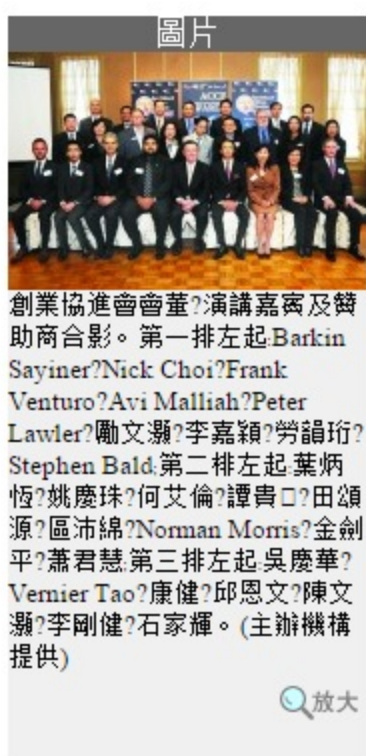 圖片
創業協進會會董?演講嘉賓及贊
助商合影。第一排左起:Barkin
Sayiner?Nick Choi?Frank
Venturo?Avi Malliah?Peter
Lawler?勵文灝?李嘉穎?勞韻珩?
Stephen Bald;第二排左起:葉炳
恆?姚慶珠?何艾倫?譚貴□?田頌
源?區沛綿?Norman Morris?金劍
平?蕭君慧;第三排左起:吳慶華?
Vernier Tao?康健?邱恩文?陳文
灝?李剛健?石家輝。(主辦機構
提供)
放大